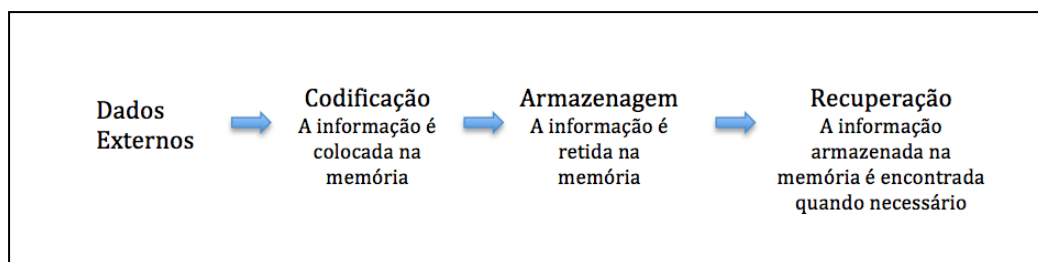 Dados
Externos
Codificação
A informação é
colocada na
memória
Armazenagem
A informação é
retida na
memória
Recuperação
A informação
armazenada na
memória é encontrada
quando necessário